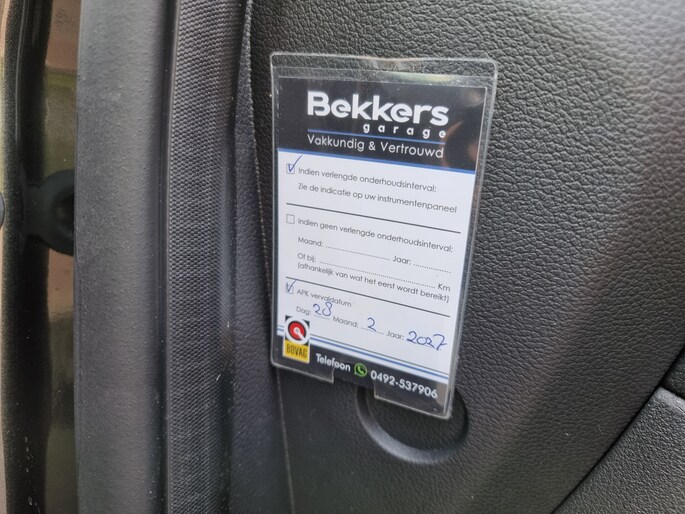 Bekkers
garage
Vakkundig & Vertrouwd
Indien verlengde onderhoudsinterval:
Zie de indicatie op uw instrumentenpaneel
Indien geen verlengde onderhoudsinterval:
Maand: .................... Jaar: ............
Of bij: .................................... Km
(afhankelijk van wat het eerst wordt bereikt)
APK vervaldatum
Dag: 28 Maand: 2 Jaar: 2027
BOVAG
Telefoon 0492-537906